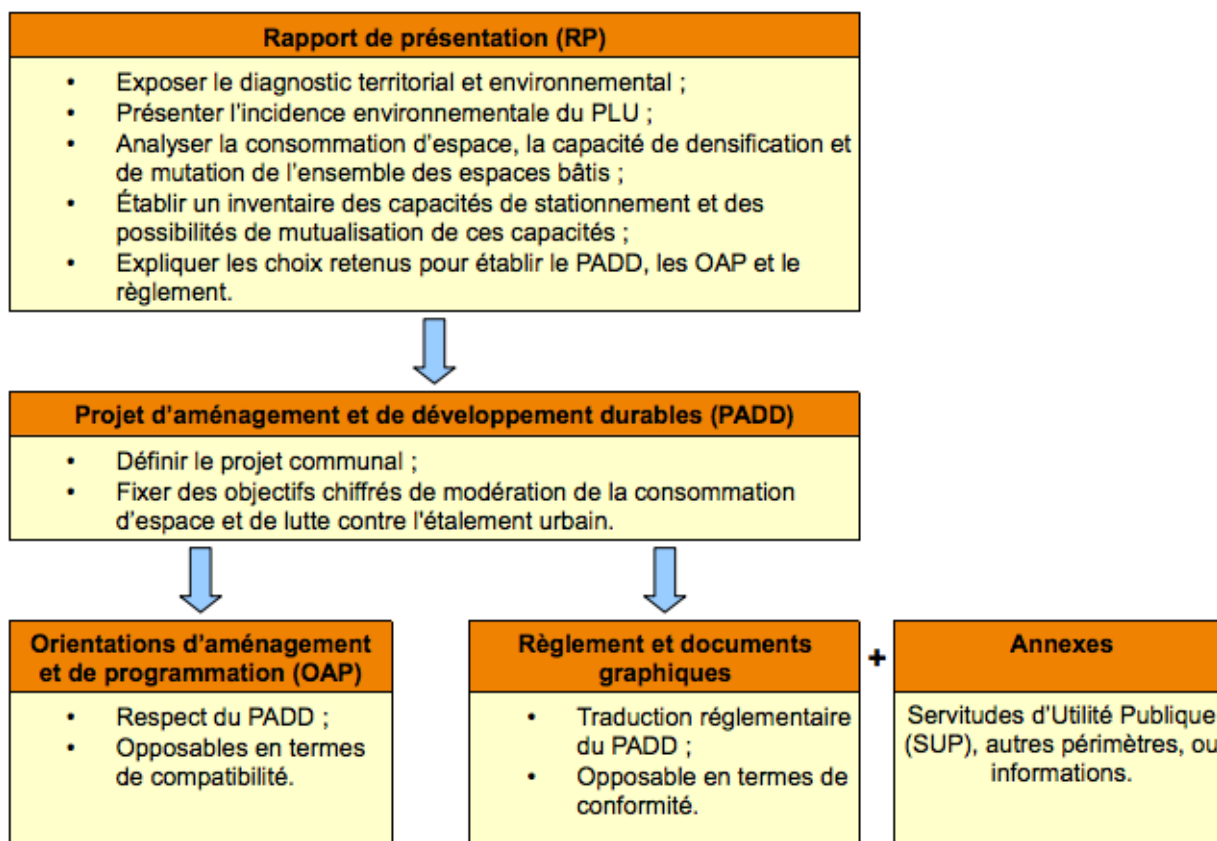 Rapport de présentation (RP)
• Exposer le diagnostic territorial et environnemental ;
• Présenter l'incidence environnementale du PLU ;
• Analyser la consommation d'espace, la capacité de densification et
de mutation de l'ensemble des espaces bâtis ;
• Établir un inventaire des capacités de stationnement et des
possibilités de mutualisation de ces capacités ;
• Expliquer les choix retenus pour établir le PADD, les OAP et le
règlement.
Projet d'aménagement et de développement durables (PADD)
• Définir le projet communal ;
• Fixer des objectifs chiffrés de modération de la consommation
d'espace et de lutte contre l'étalement urbain.
Orientations d'aménagement
et de programmation (OAP)
• Respect du PADD ;
• Opposables en termes
de compatibilité.
Règlement et documents
graphiques
• Traduction réglementaire
du PADD ;
• Opposable en termes de
conformité.
+
Annexes
Servitudes d'Utilité Publique
(SUP), autres périmètres, ou
informations.